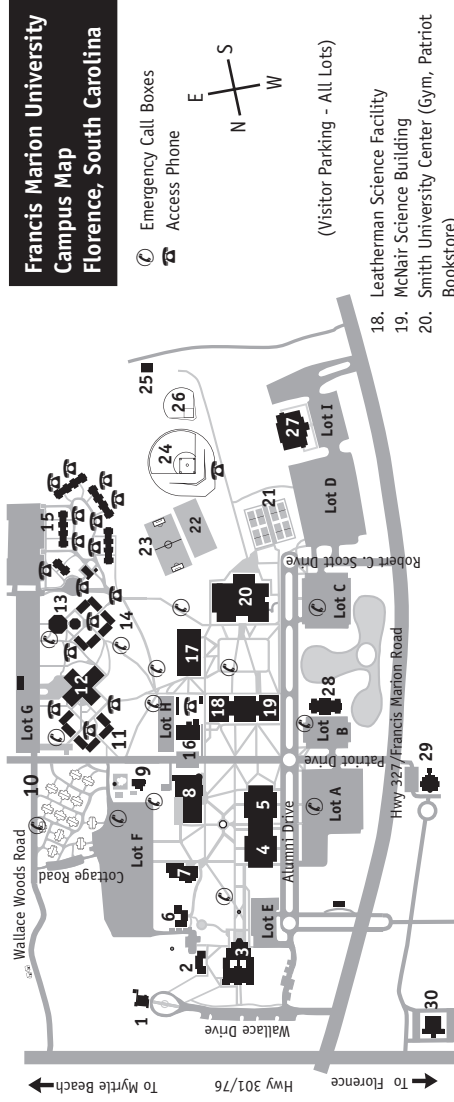 Francis Marion University
Campus Map
Florence, South Carolina
Emergency Call Boxes
Access Phone
N
E
S
W
(Visitor Parking - All Lots)
18. Leatherman Science Facility
19. McNair Science Building
20. Smith University Center (Gym, Patriot
Bookstore)
Wallace Woods Road
Cottage Road
Wallace Drive
Alumni Drive
Patriot Drive
Robert C. Scott Drive
Hwy 327/Francis Marion Road
To Myrtle Beach
Hwy 301/76
To Florence
Lot A
Lot B
Lot C
Lot D
Lot E
Lot F
Lot G
Lot H
Lot I
1
2
3
4
5
6
7
8
9
10
11
12
13
14
15
16
17
18
19
20
21
22
23
24
25
26
27
28
29
30